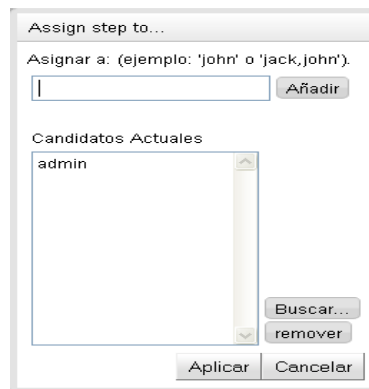 Assign step to...
Asignar a: (ejemplo: 'john' o 'jack,john').
Añadir
Candidatos Actuales
admin
Buscar...
remover
Aplicar Cancelar